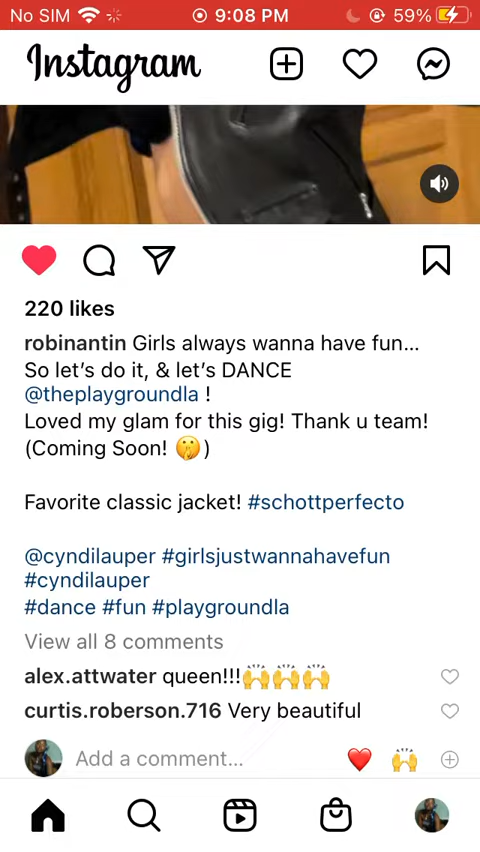 No SIM 9:08 PM 59%
Instagram
220 likes
robinantin Girls always wanna have fun...
So let's do it, & let's DANCE
@theplaygroundla !
Loved my glam for this gig! Thank u team!
(Coming Soon! 🤫)
Favorite classic jacket! #schottperfecto
@cyndilauper #girlsjustwannahavefun
#cyndilauper
#dance #fun #playgroundla
View all 8 comments
alex.attwater queen!!!🙌🙌🙌
curtis.roberson.716 Very beautiful
Add a comment... ❤️ 🙌